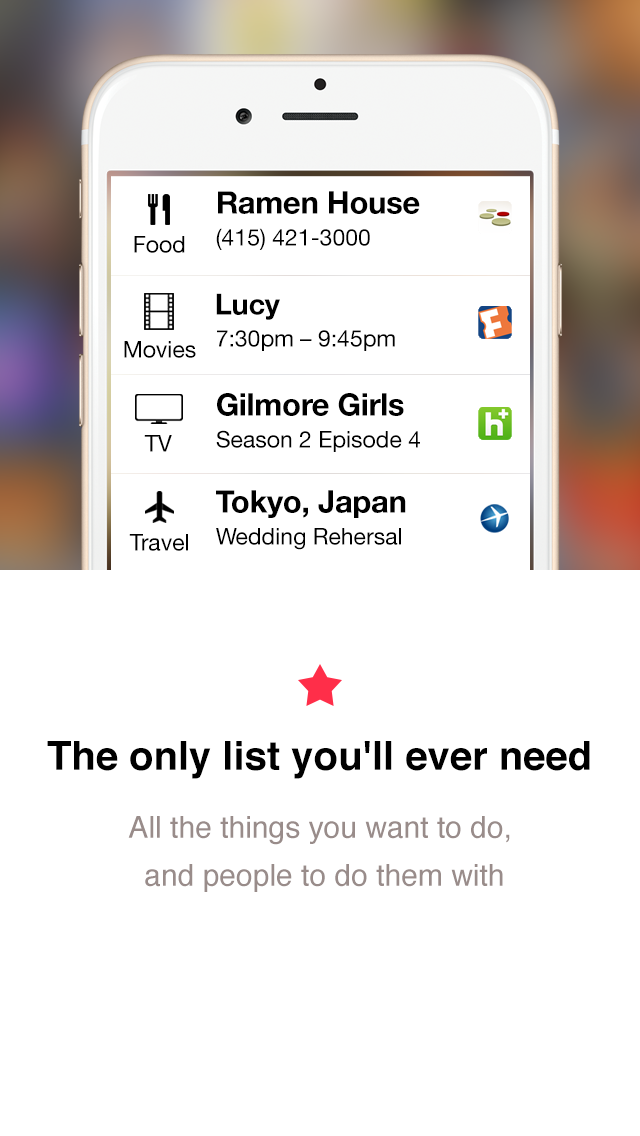 Ramen House
Food
(415) 421-3000
Lucy
Movies
7:30pm – 9:45pm
F
Gilmore Girls
TV
Season 2 Episode 4
h+
Tokyo, Japan
Travel
Wedding Rehersal
The only list you'll ever need
All the things you want to do,
and people to do them with